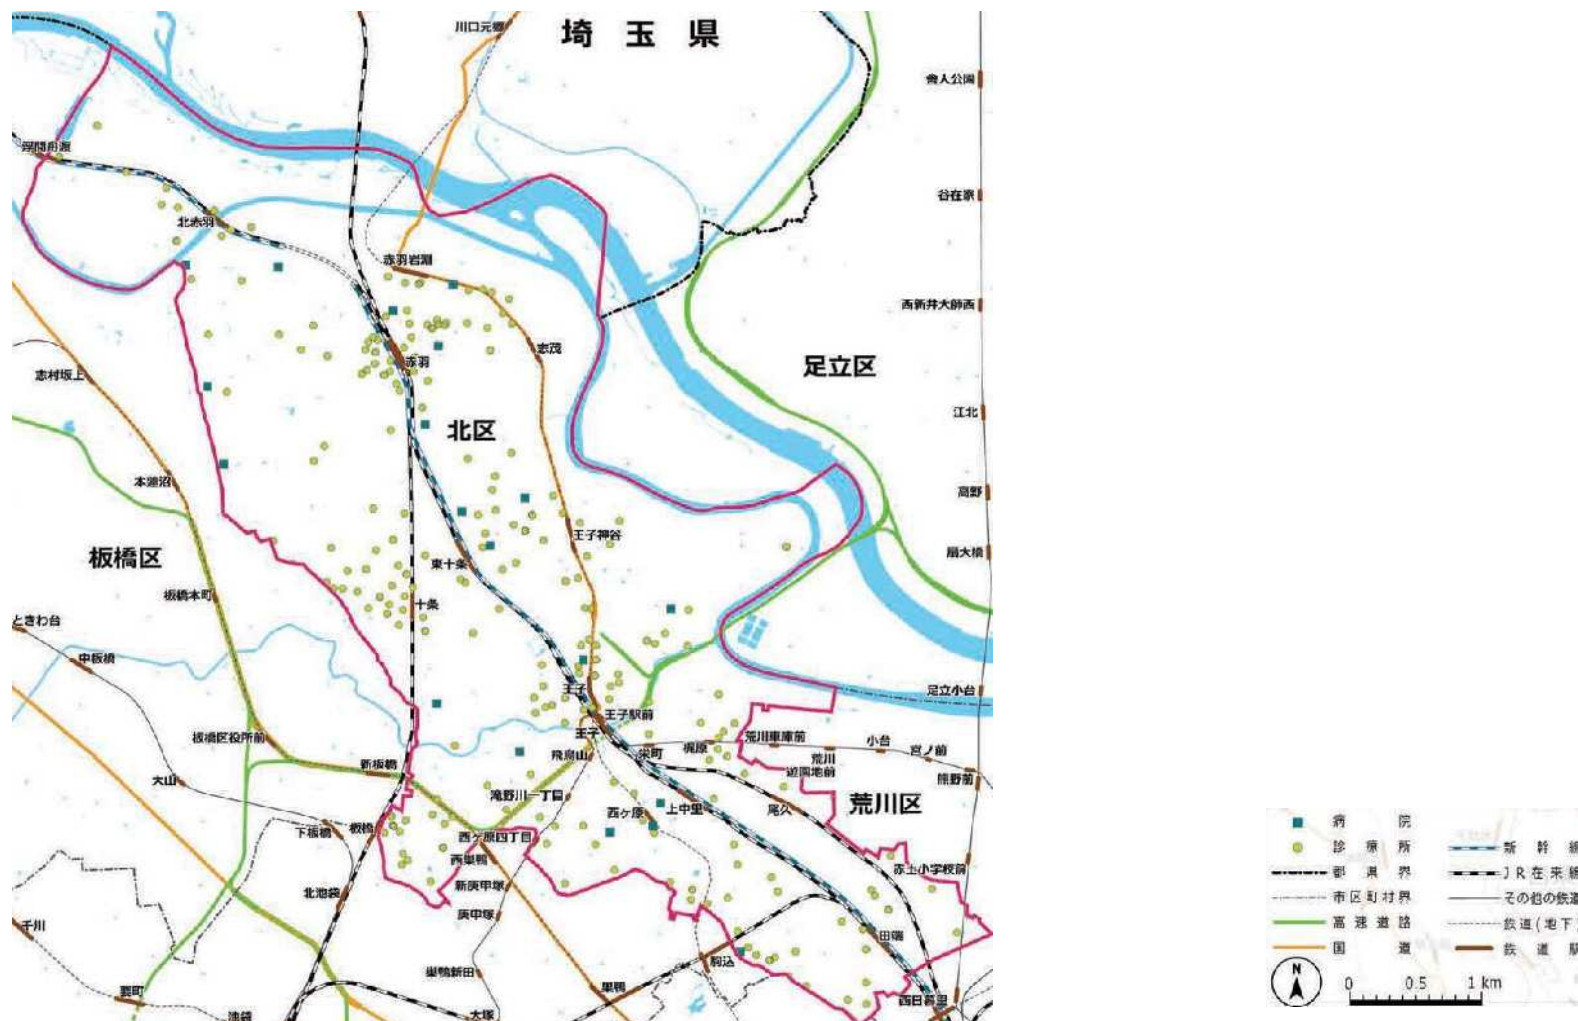 川口元郷
埼玉県
舎人公園
浮間舟渡
谷在家
北赤羽
赤羽岩淵
西新井大師西
志茂
赤羽
足立区
志村坂上
江北
北区
本蓮沼
高野
王子神谷
板橋区
東十条
扇大橋
板橋本町
十条
ときわ台
中板橋
王子
足立小台
王子駅前
板橋区役所前
王子
荒川車庫前
小台
飛鳥山
栄町
梶原
宮ノ前
新板橋
荒川
遊園地前
大山
熊野前
滝野川一丁目
西ヶ原
上中里
尾久
荒川区
下板橋
板橋
西ヶ原四丁目
西巣鴨
赤土小学校前
新庚申塚
北池袋
庚申塚
千川
田端
駒込
巣鴨新田
要町
巣鴨
西日暮里
池袋
大塚
病院
診療所
新幹線
都県界
JR在来線
市区町村界
その他の鉄道
高速道路
鉄道(地下)
国道
鉄道駅
N
0 0.5 1 km